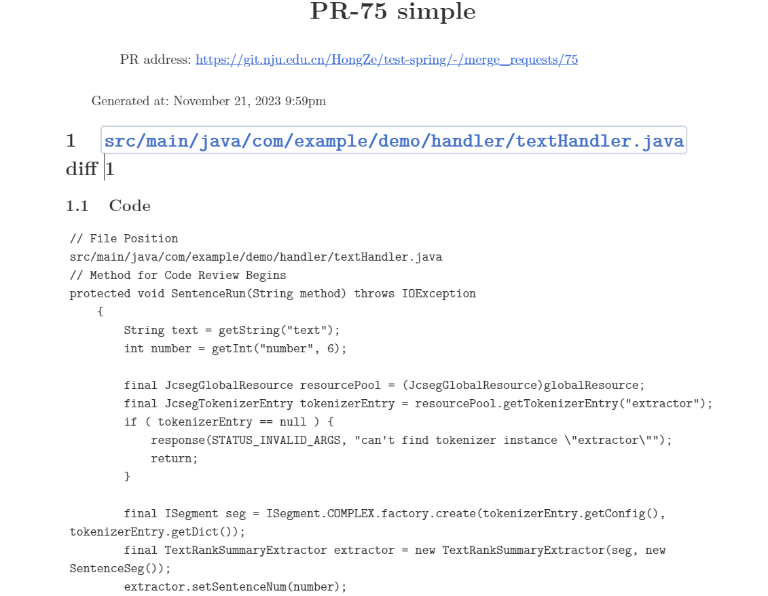 PR-75 simple
PR address: https://git.nju.edu.cn/HongZe/test-spring/-/merge_requests/75
Generated at: November 21, 2023 9:59pm
1 src/main/java/com/example/demo/handler/textHandler.java
diff 1
1.1 Code
// File Position
src/main/java/com/example/demo/handler/textHandler.java
// Method for Code Review Begins
protected void SentenceRun(String method) throws IOException
    {
        String text = getString("text");
        int number = getInt("number", 6);

        final JcsegGlobalResource resourcePool = (JcsegGlobalResource)globalResource;
        final JcsegTokenizerEntry tokenizerEntry = resourcePool.getTokenizerEntry("extractor");
        if ( tokenizerEntry == null ) {
            response(STATUS_INVALID_ARGS, "can't find tokenizer instance \"extractor\"");
            return;
        }

        final ISegment seg = ISegment.COMPLEX.factory.create(tokenizerEntry.getConfig(),
tokenizerEntry.getDict());
        final TextRankSummaryExtractor extractor = new TextRankSummaryExtractor(seg, new
SentenceSeg());
        extractor.setSentenceNum(number);